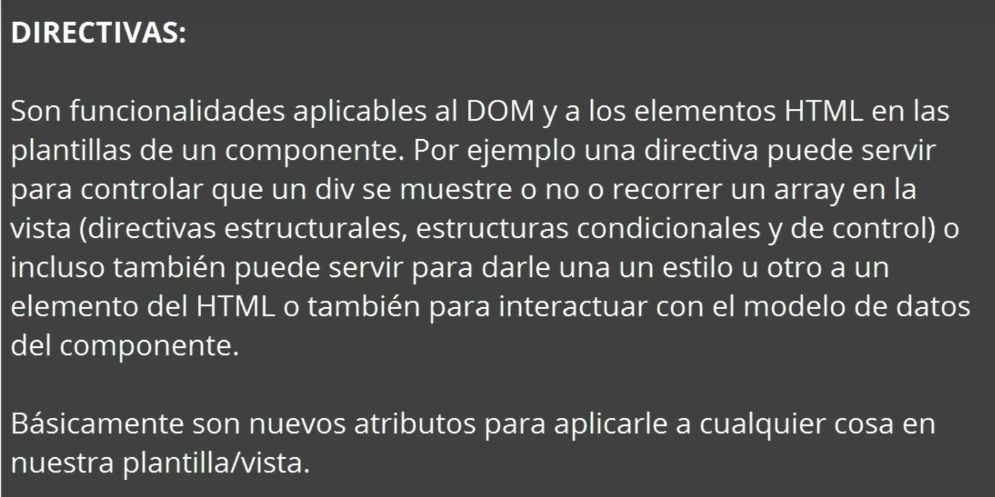 DIRECTIVAS:
Son funcionalidades aplicables al DOM y a los elementos HTML en las
plantillas de un componente. Por ejemplo una directiva puede servir
para controlar que un div se muestre o no o recorrer un array en la
vista (directivas estructurales, estructuras condicionales y de control) o
incluso también puede servir para darle una un estilo u otro a un
elemento del HTML o también para interactuar con el modelo de datos
del componente.
Básicamente son nuevos atributos para aplicarle a cualquier cosa en
nuestra plantilla/vista.